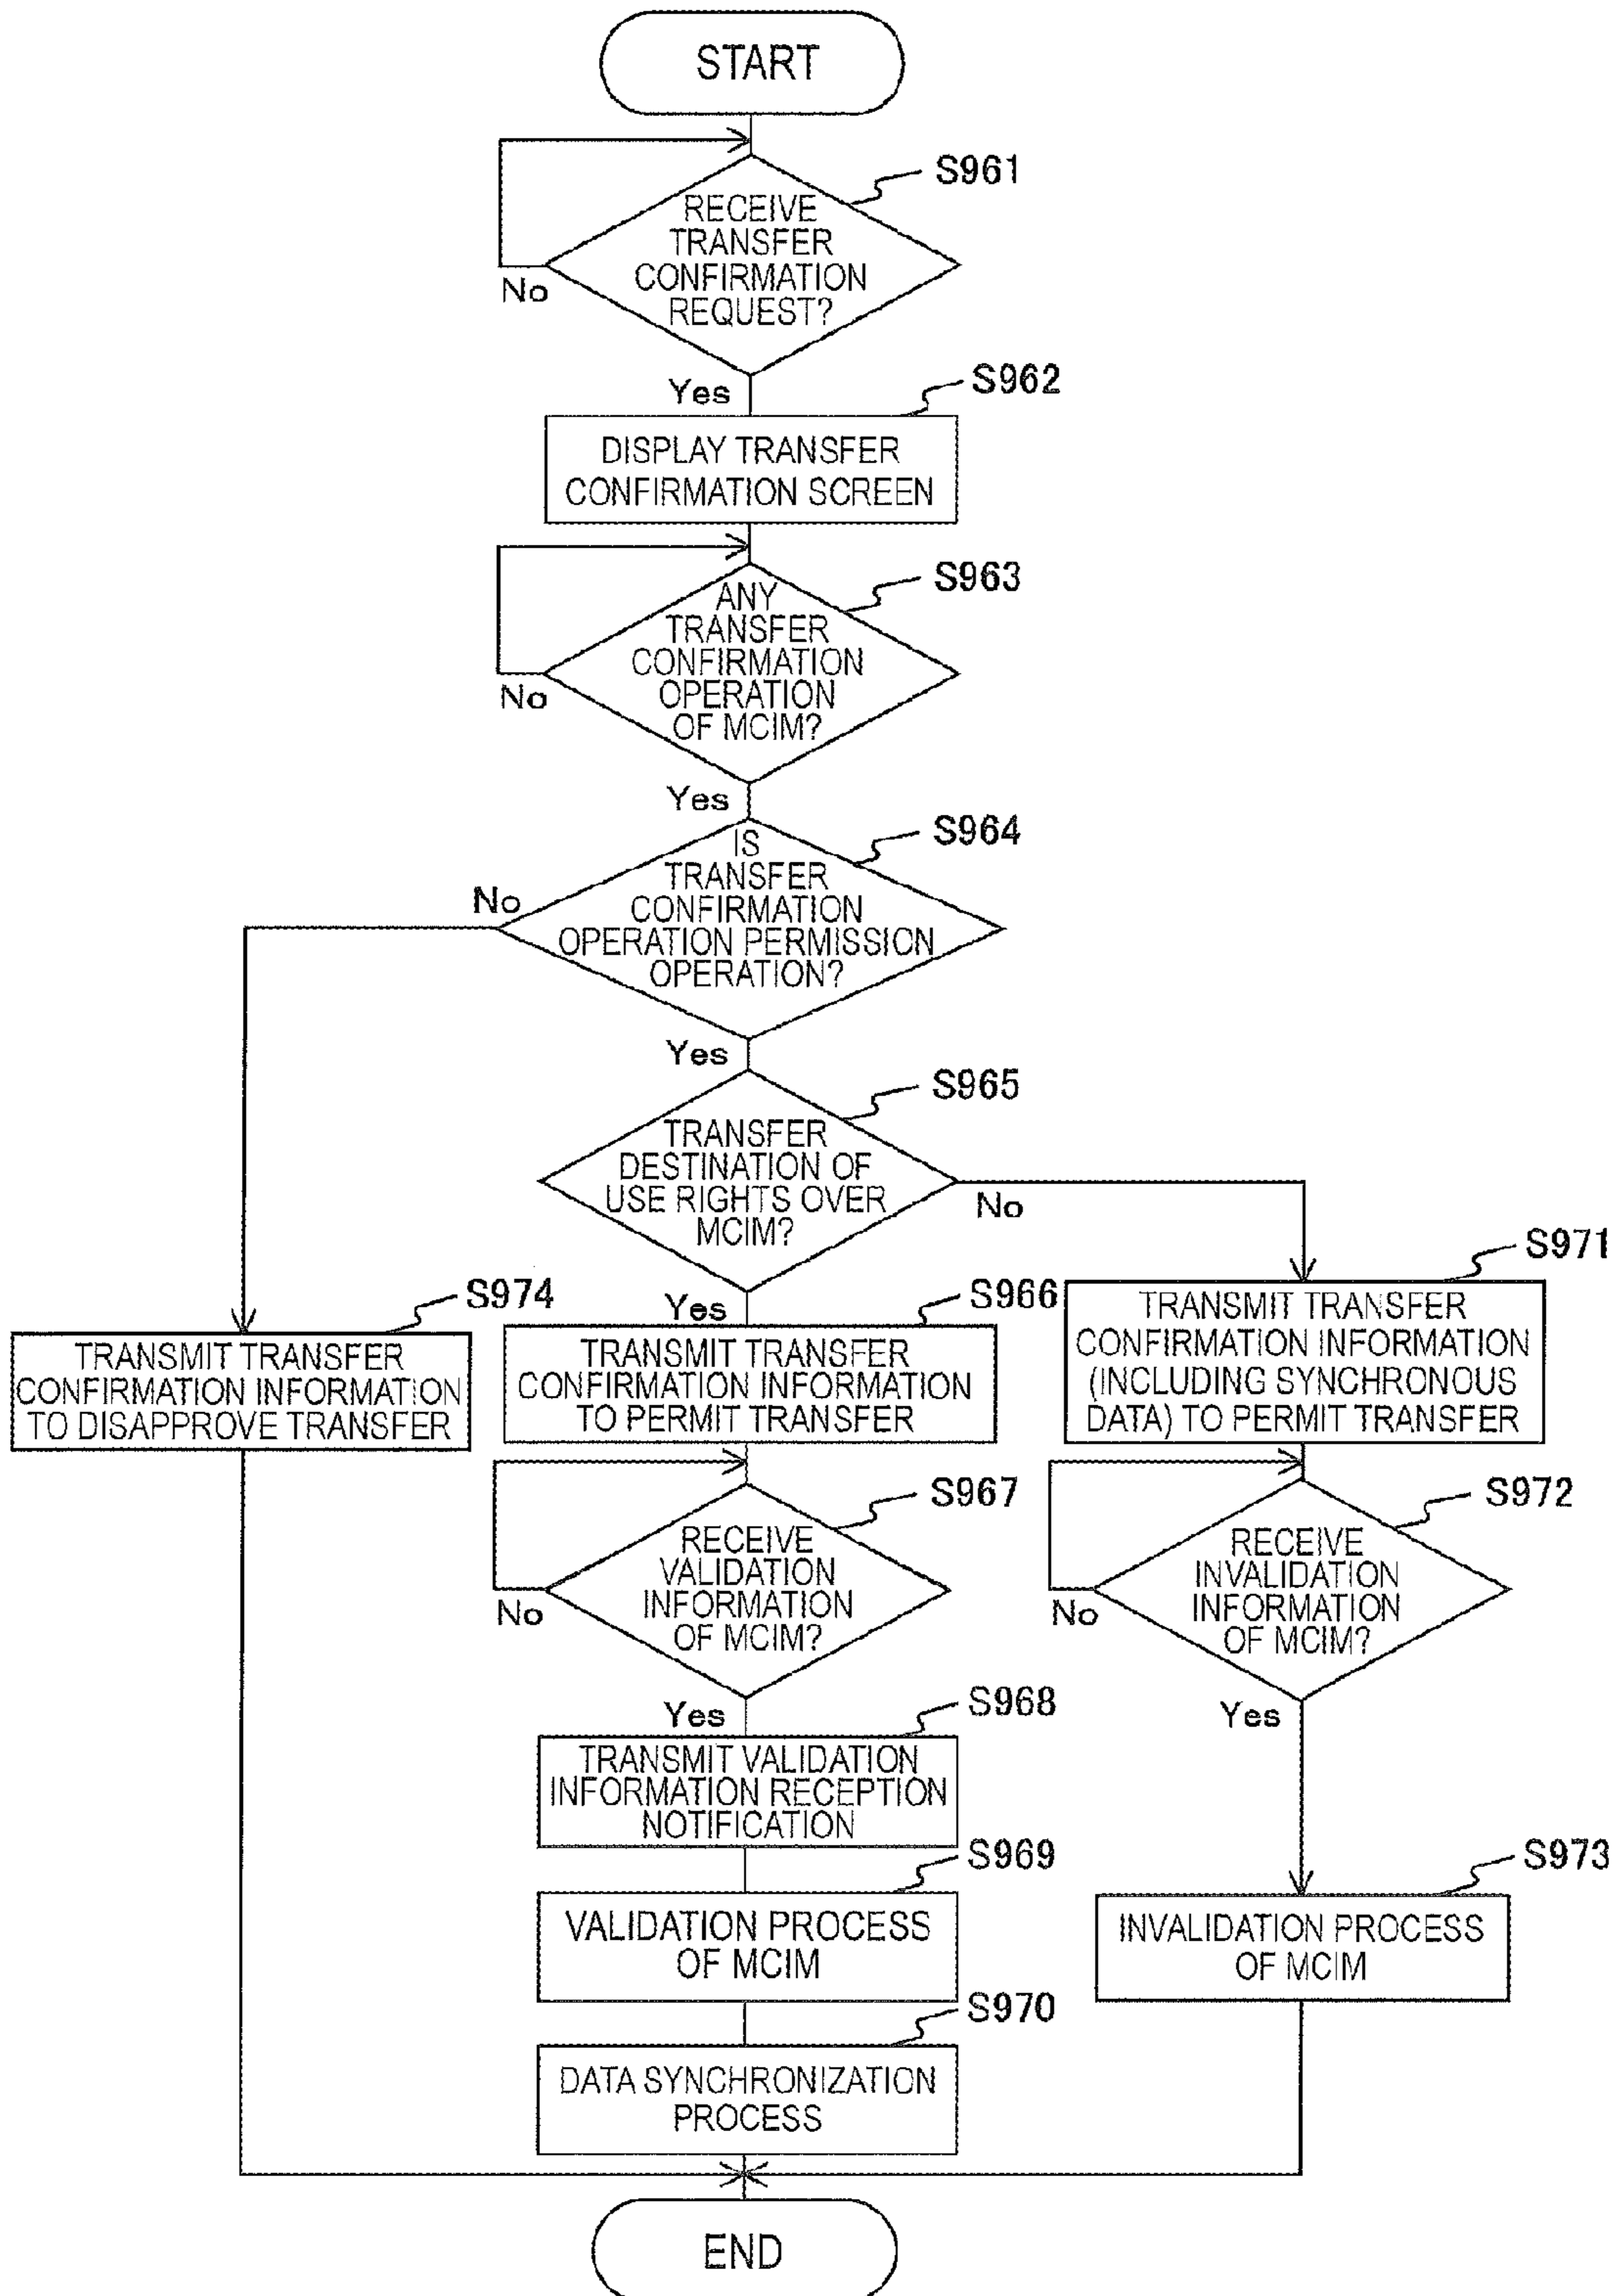 START
S961
RECEIVE
TRANSFER
CONFIRMATION
REQUEST?
No
Yes
S962
DISPLAY TRANSFER
CONFIRMATION SCREEN
S963
ANY
TRANSFER
CONFIRMATION
OPERATION
OF MCIM?
No
Yes
S964
IS
TRANSFER
CONFIRMATION
OPERATION PERMISSION
OPERATION?
No
Yes
S965
TRANSFER
DESTINATION OF
USE RIGHTS OVER
MCIM?
No
Yes
S974
TRANSMIT TRANSFER
CONFIRMATION INFORMATION
TO DISAPPROVE TRANSFER
S966
TRANSMIT TRANSFER
CONFIRMATION INFORMATION
TO PERMIT TRANSFER
S971
TRANSMIT TRANSFER
CONFIRMATION INFORMATION
(INCLUDING SYNCHRONOUS
DATA) TO PERMIT TRANSFER
S967
RECEIVE
VALIDATION
INFORMATION
OF MCIM?
No
Yes
S972
RECEIVE
INVALIDATION
INFORMATION
OF MCIM?
No
Yes
S968
TRANSMIT VALIDATION
INFORMATION RECEPTION
NOTIFICATION
S969
VALIDATION PROCESS
OF MCIM
S973
INVALIDATION PROCESS
OF MCIM
S970
DATA SYNCHRONIZATION
PROCESS
END